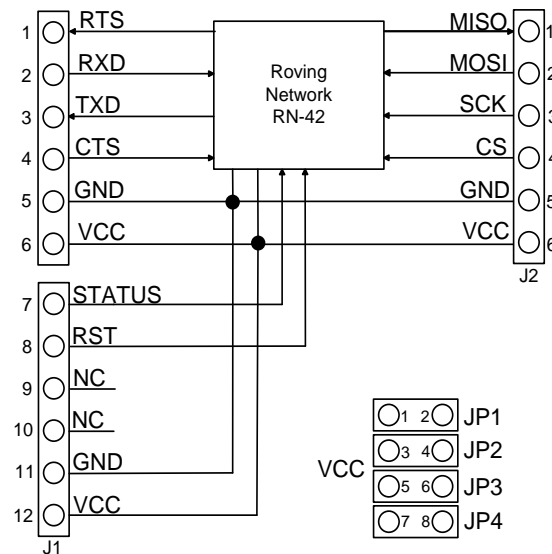 1 RTS
2 RXD
3 TXD
4 CTS
5 GND
6 VCC
7 STATUS
8 RST
9 NC
10 NC
11 GND
12 VCC
J1
Roving
Network
RN-42
MISO 1
MOSI 2
SCK 3
CS 4
GND 5
VCC 6
J2
VCC
1 2 JP1
3 4 JP2
5 6 JP3
7 8 JP4